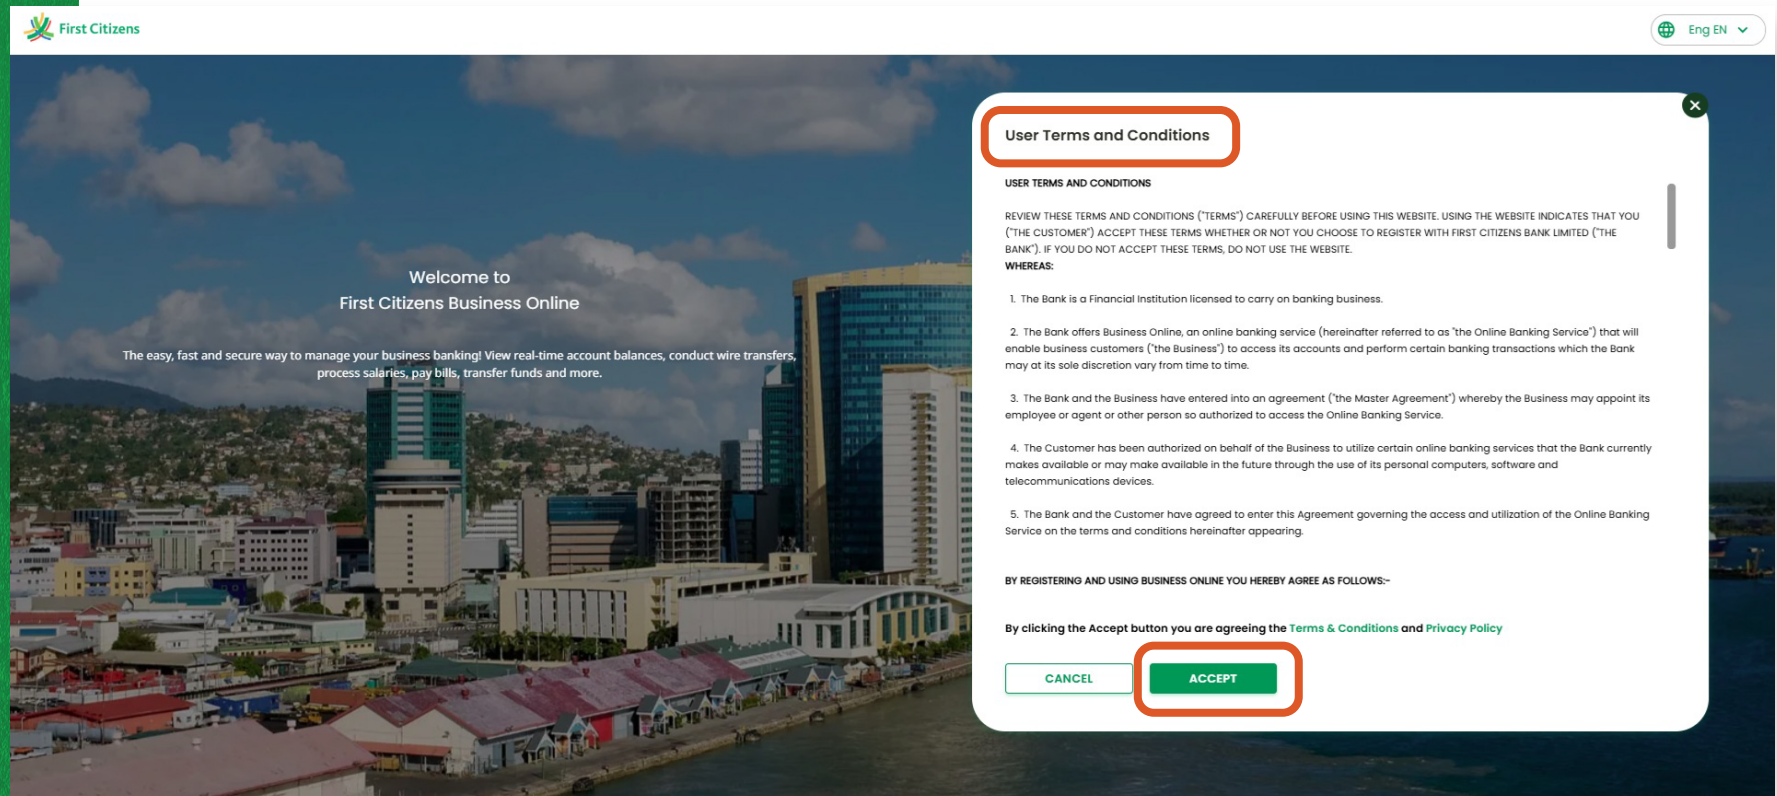 First Citizens
Eng EN
Welcome to
First Citizens Business Online
The easy, fast and secure way to manage your business banking! View real-time account balances, conduct wire transfers,
process salaries, pay bills, transfer funds and more.
User Terms and Conditions
USER TERMS AND CONDITIONS
REVIEW THESE TERMS AND CONDITIONS ("TERMS") CAREFULLY BEFORE USING THIS WEBSITE. USING THE WEBSITE INDICATES THAT YOU
("THE CUSTOMER") ACCEPT THESE TERMS WHETHER OR NOT YOU CHOOSE TO REGISTER WITH FIRST CITIZENS BANK LIMITED ("THE
BANK"). IF YOU DO NOT ACCEPT THESE TERMS, DO NOT USE THE WEBSITE.
WHEREAS:
1. The Bank is a Financial Institution licensed to carry on banking business.
2. The Bank offers Business Online, an online banking service (hereinafter referred to as "the Online Banking Service") that will
enable business customers ("the Business") to access its accounts and perform certain banking transactions which the Bank
may at its sole discretion vary from time to time.
3. The Bank and the Business have entered into an agreement ("the Master Agreement") whereby the Business may appoint its
employee or agent or other person so authorized to access the Online Banking Service.
4. The Customer has been authorized on behalf of the Business to utilize certain online banking services that the Bank currently
makes available or may make available in the future through the use of its personal computers, software and
telecommunications devices.
5. The Bank and the Customer have agreed to enter this Agreement governing the access and utilization of the Online Banking
Service on the terms and conditions hereinafter appearing.
BY REGISTERING AND USING BUSINESS ONLINE YOU HEREBY AGREE AS FOLLOWS:-
By clicking the Accept button you are agreeing the Terms & Conditions and Privacy Policy
CANCEL
ACCEPT